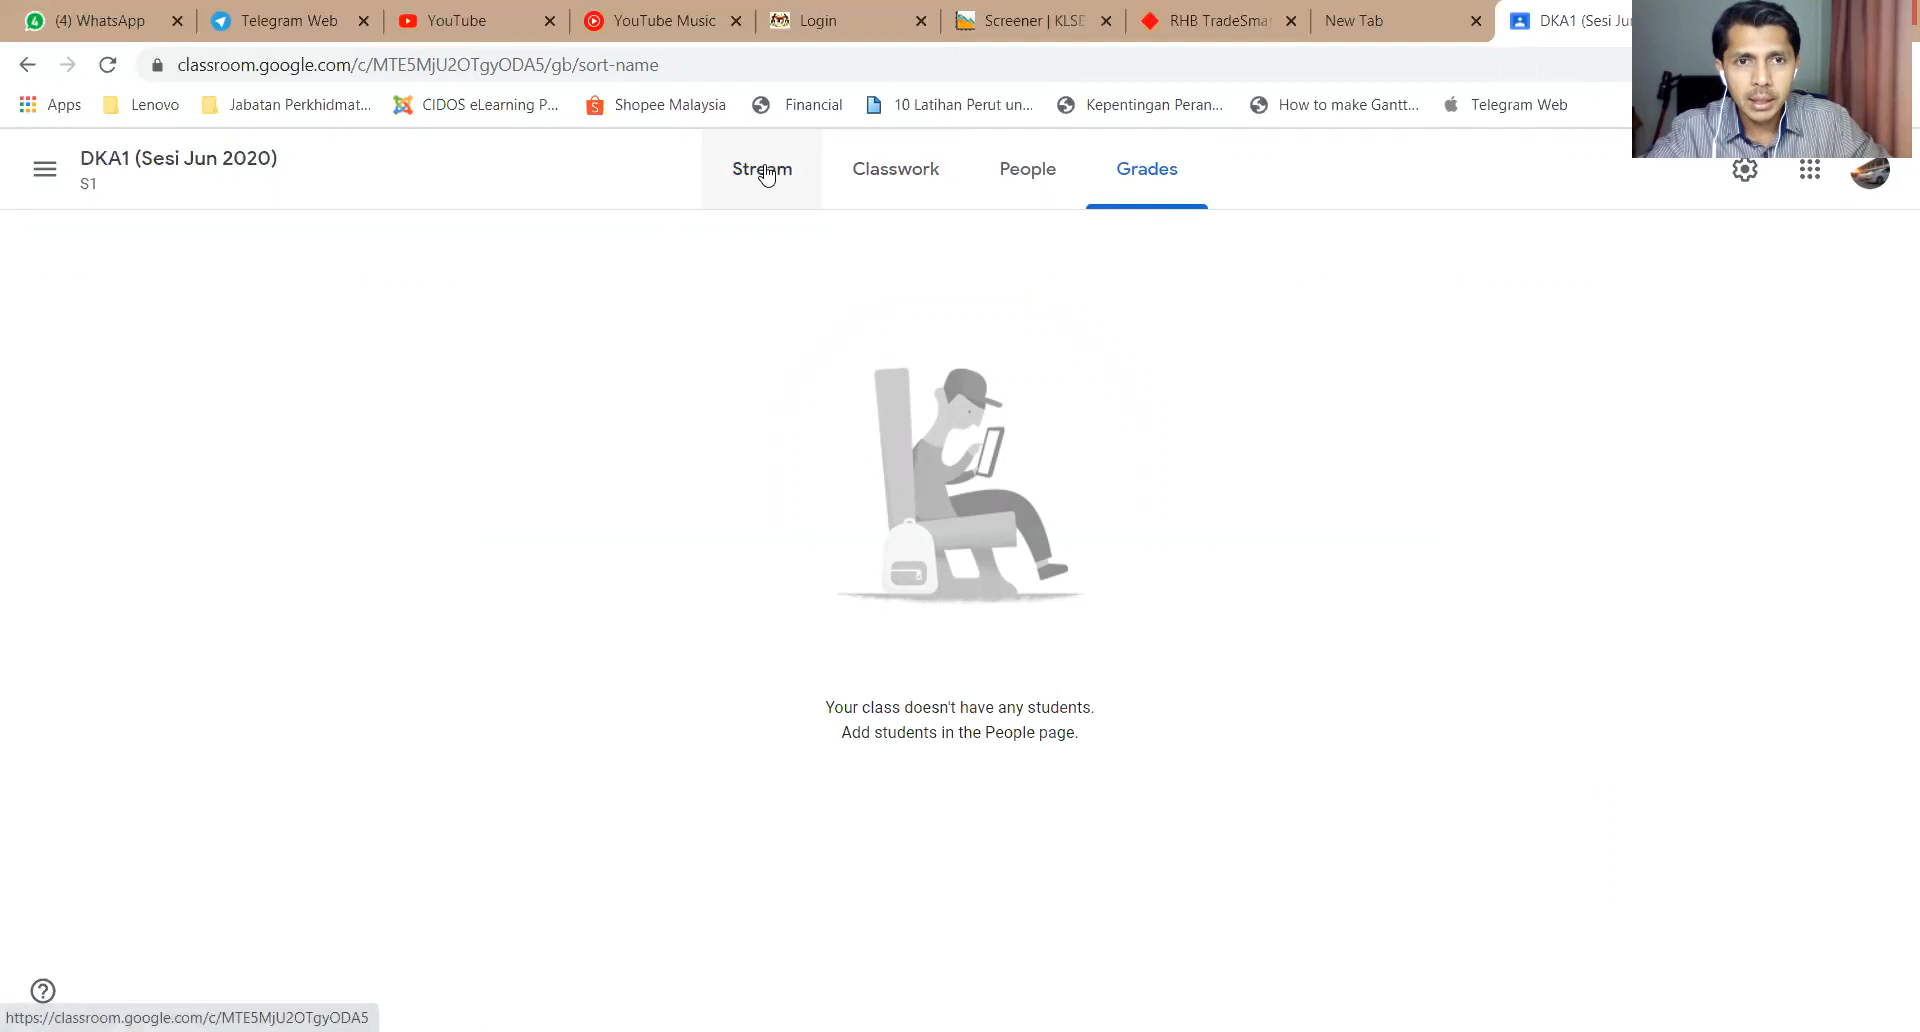 (4) WhatsApp
Telegram Web
YouTube
YouTube Music
Login
Screener | KLSE
RHB TradeSma
New Tab
DKA1 (Sesi Ju
classroom.google.com/c/MTE5MjU2OTgyODA5/gb/sort-name
Apps
Lenovo
Jabatan Perkhidmat...
CIDOS eLearning P...
Shopee Malaysia
Financial
10 Latihan Perut un...
Kepentingan Peran...
How to make Gantt...
Telegram Web
DKA1 (Sesi Jun 2020)
S1
Stream
Classwork
People
Grades
Your class doesn't have any students.
Add students in the People page.
https://classroom.google.com/c/MTE5MjU2OTgyODA5